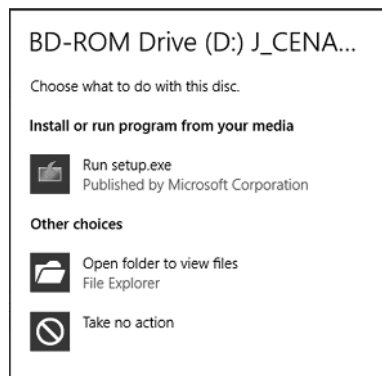 BD-ROM Drive (D:) J_CENA...
Choose what to do with this disc.
Install or run program from your media
Run setup.exe
Published by Microsoft Corporation
Other choices
Open folder to view files
File Explorer
Take no action